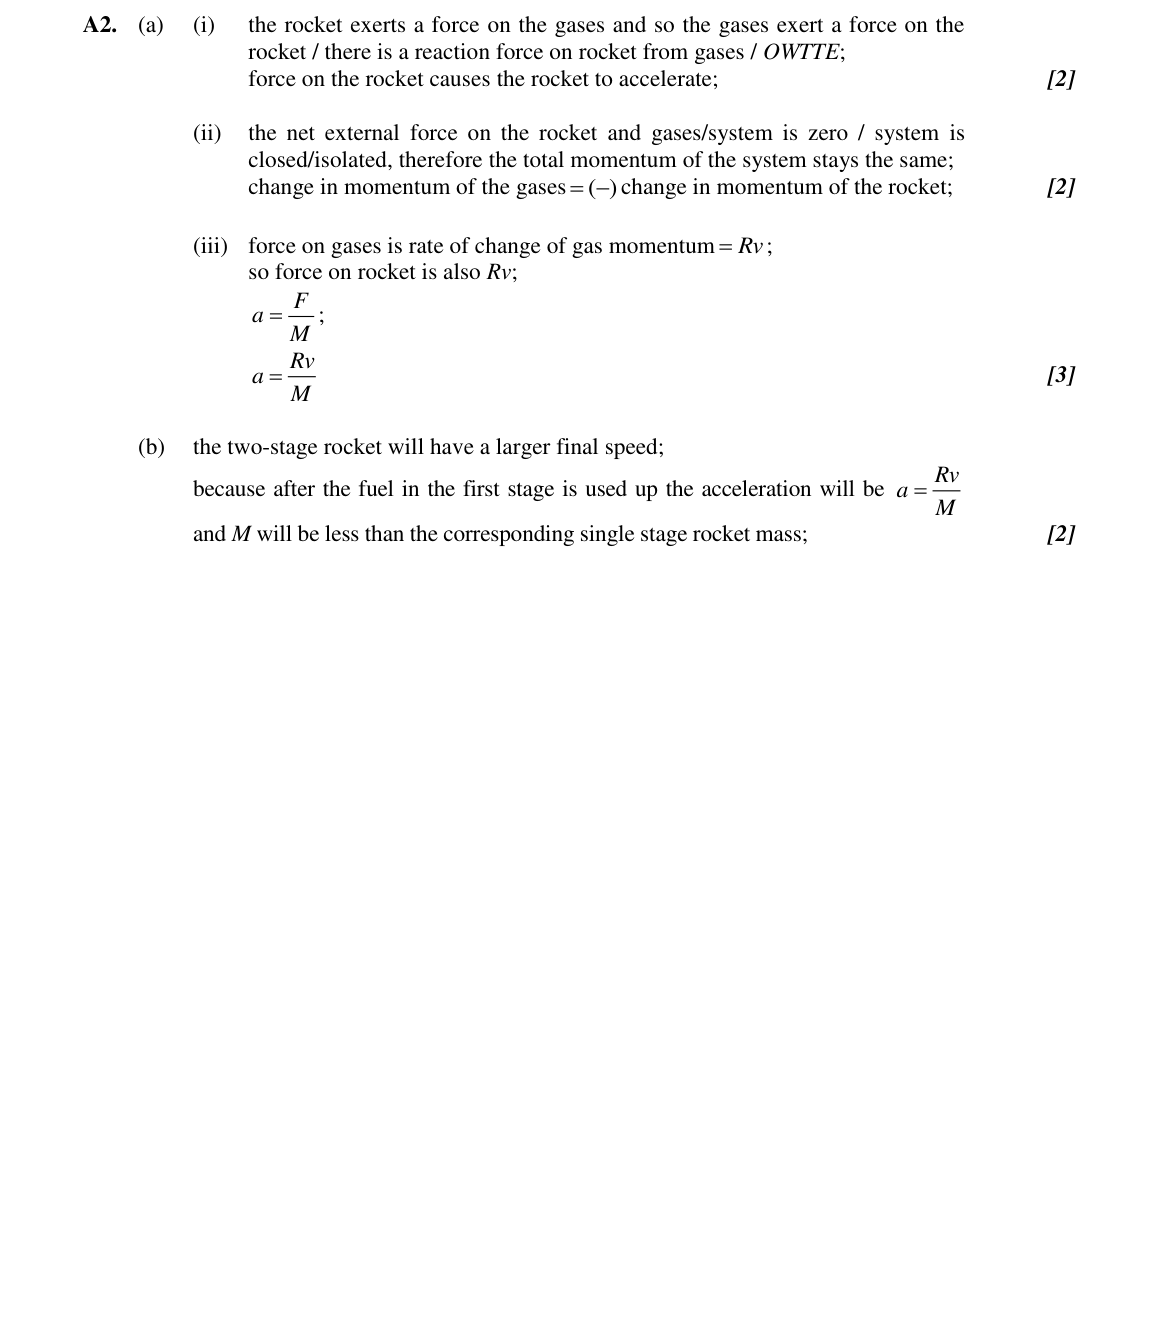 A2. (a) (i) the rocket exerts a force on the gases and so the gases exert a force on the
rocket / there is a reaction force on rocket from gases / OWTTE;
force on the rocket causes the rocket to accelerate; [2]
(ii) the net external force on the rocket and gases/system is zero / system is
closed/isolated, therefore the total momentum of the system stays the same;
change in momentum of the gases = (−) change in momentum of the rocket; [2]
(iii) force on gases is rate of change of gas momentum = Rv;
so force on rocket is also Rv;
a = F/M;
a = Rv/M [3]
(b) the two-stage rocket will have a larger final speed;
because after the fuel in the first stage is used up the acceleration will be a = Rv/M
and M will be less than the corresponding single stage rocket mass; [2]